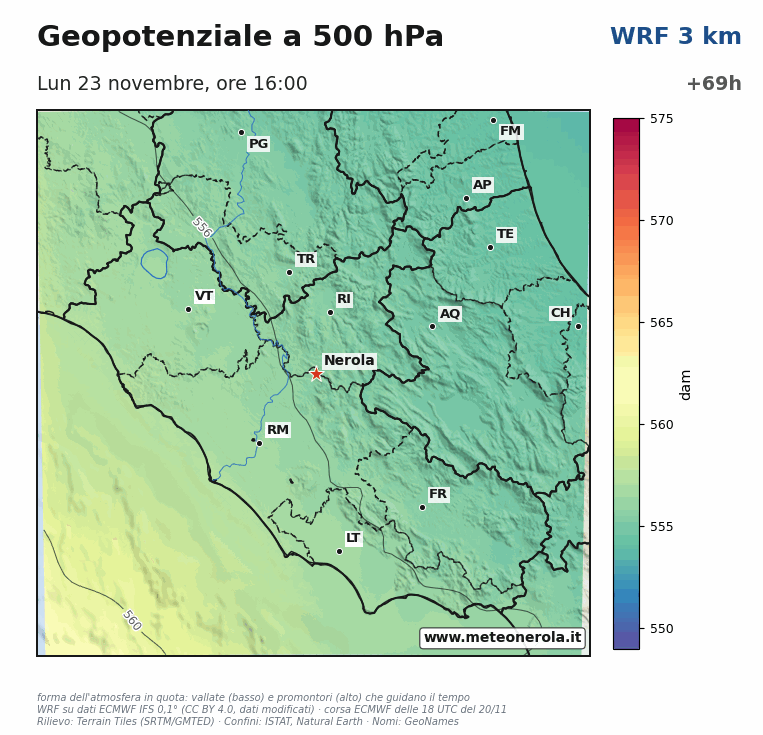 Geopotenziale a 500 hPa
WRF 3 km
Lun 23 novembre, ore 16:00
+69h
FM
PG
AP
TE
556
TR
VT
RI
AQ
CH
Nerola
RM
FR
LT
560
www.meteonerola.it
575
570
565
560
555
550
dam
forma dell'atmosfera in quota: vallate (basso) e promontori (alto) che guidano il tempo
WRF su dati ECMWF IFS 0,1° (CC BY 4.0, dati modificati) · corsa ECMWF delle 18 UTC del 20/11
Rilievo: Terrain Tiles (SRTM/GMTED) · Confini: ISTAT, Natural Earth · Nomi: GeoNames